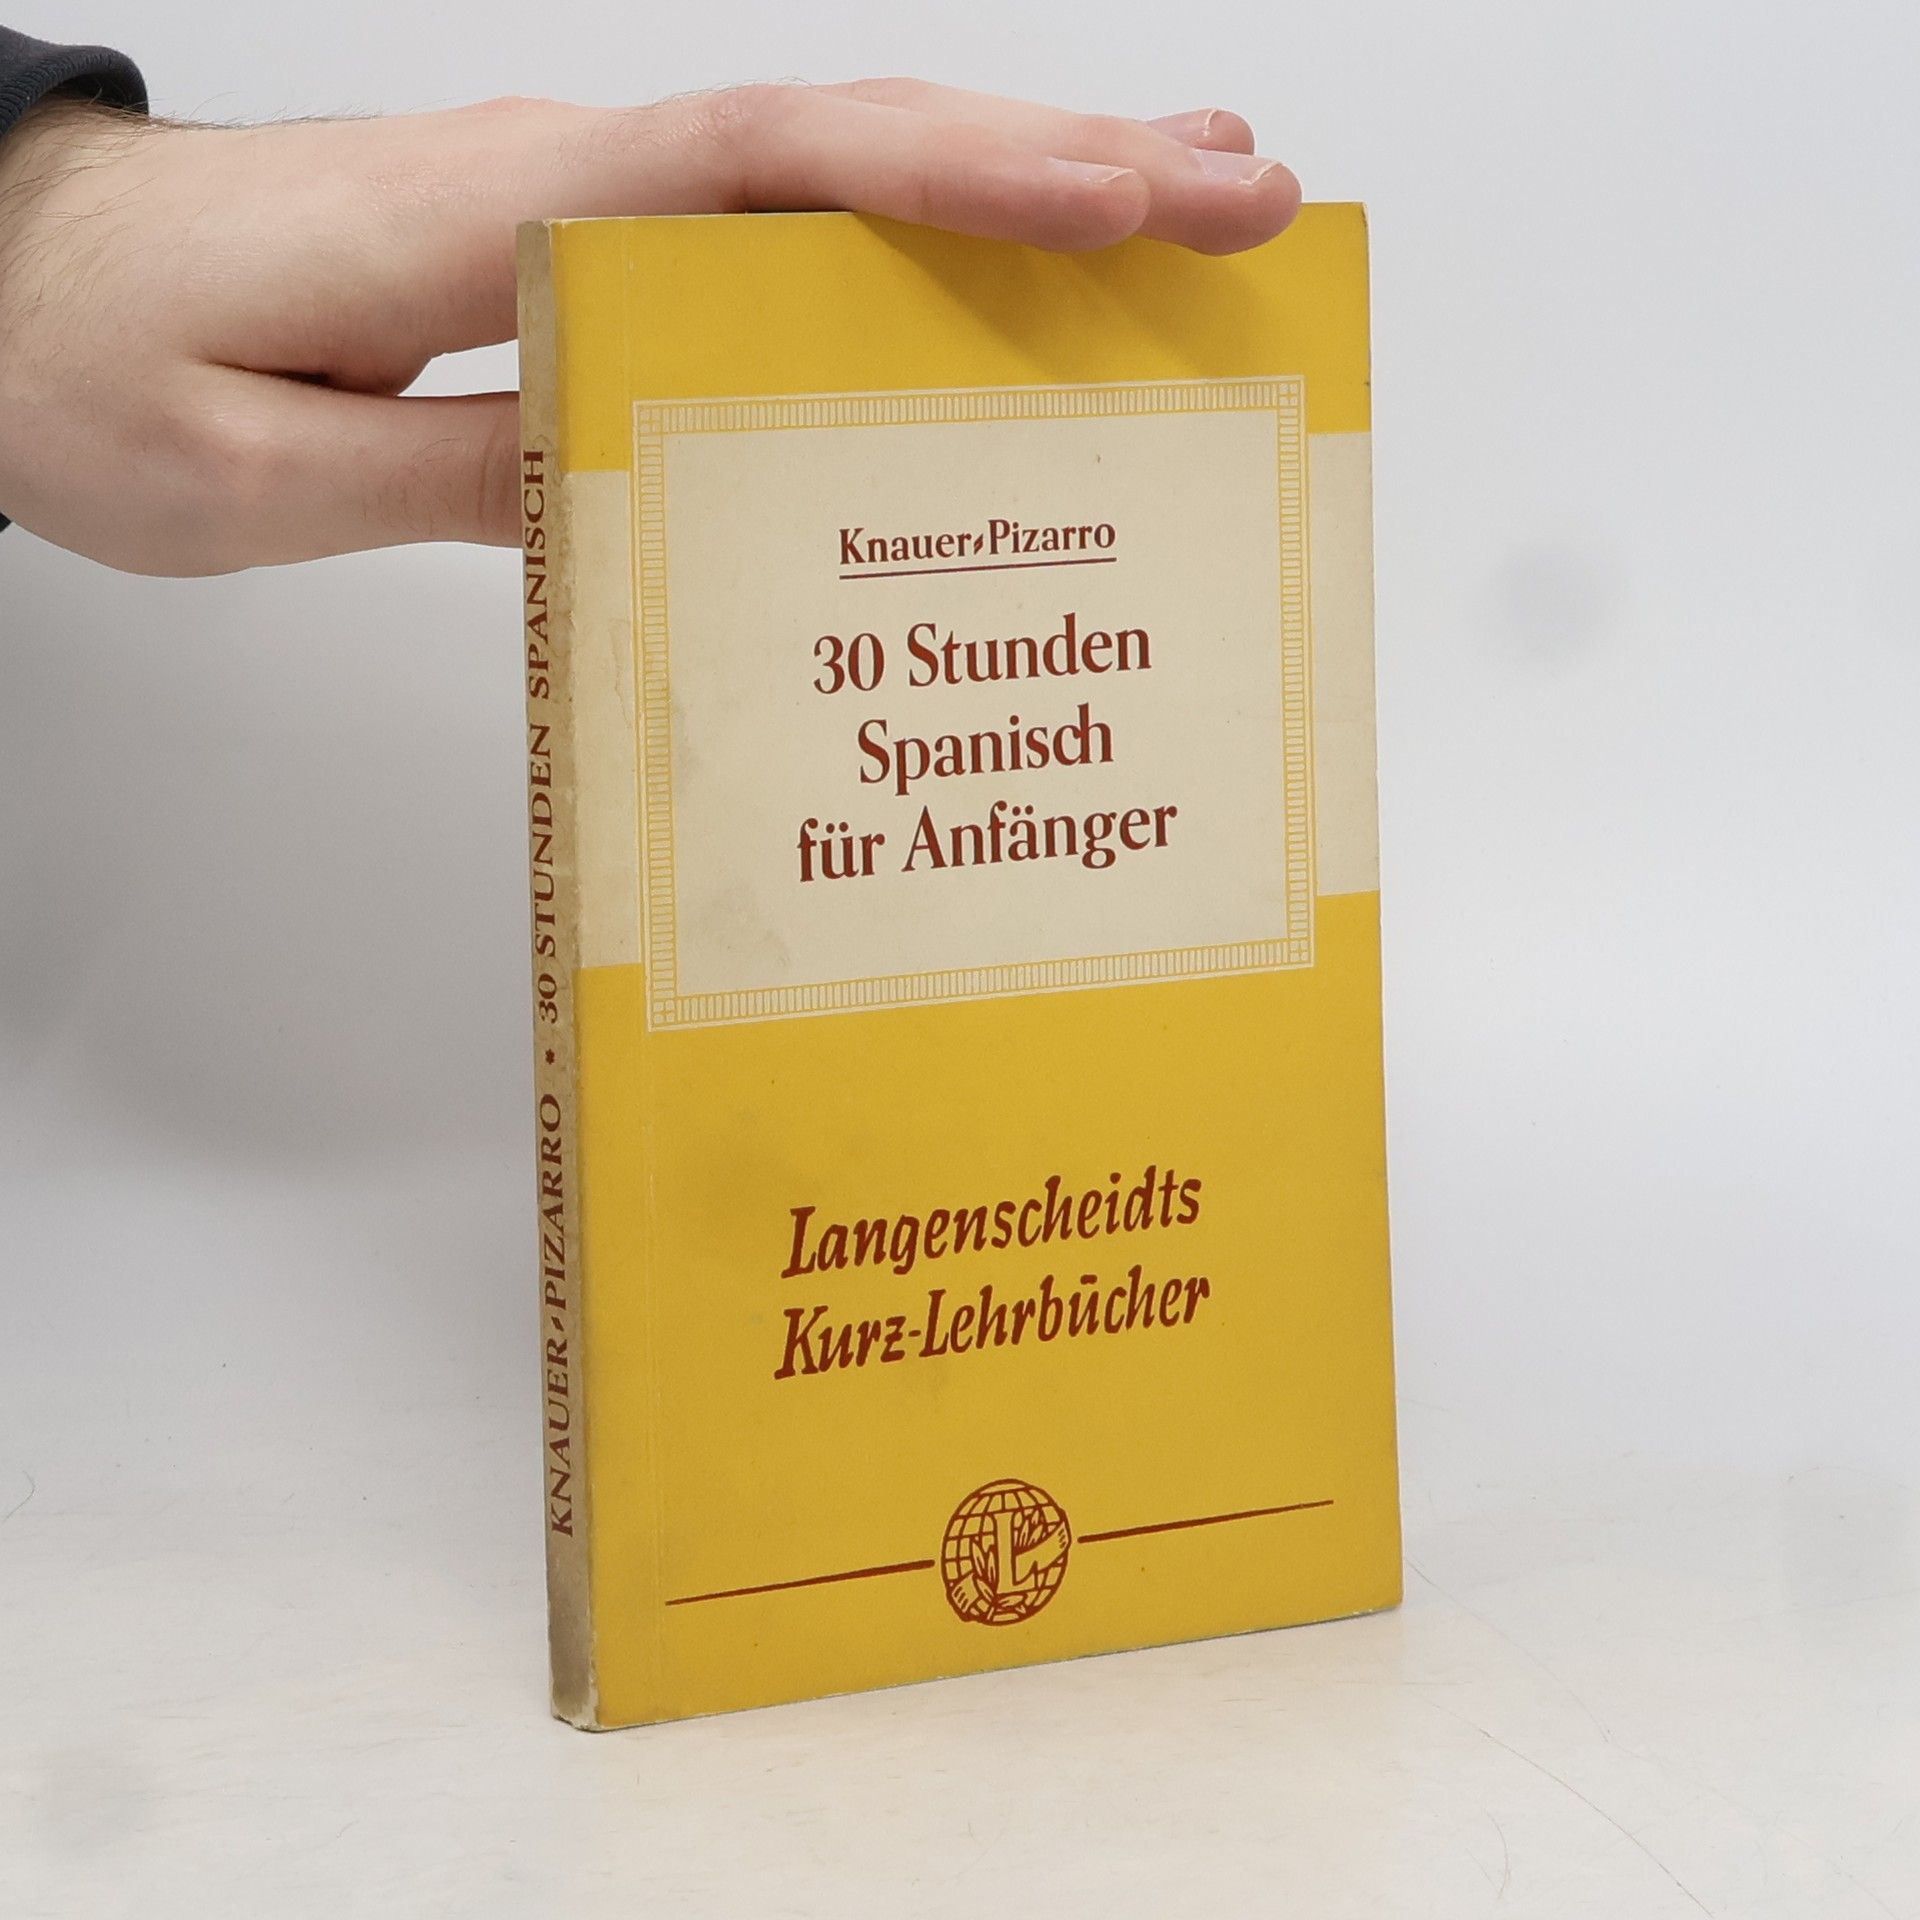 Knauer-Pizarro
30 Stunden
Spanisch
für Anfänger
Langenscheidts
Kurz-Lehrbücher
L
KNAUER-PIZARRO * 30 STUNDEN SPANISCH